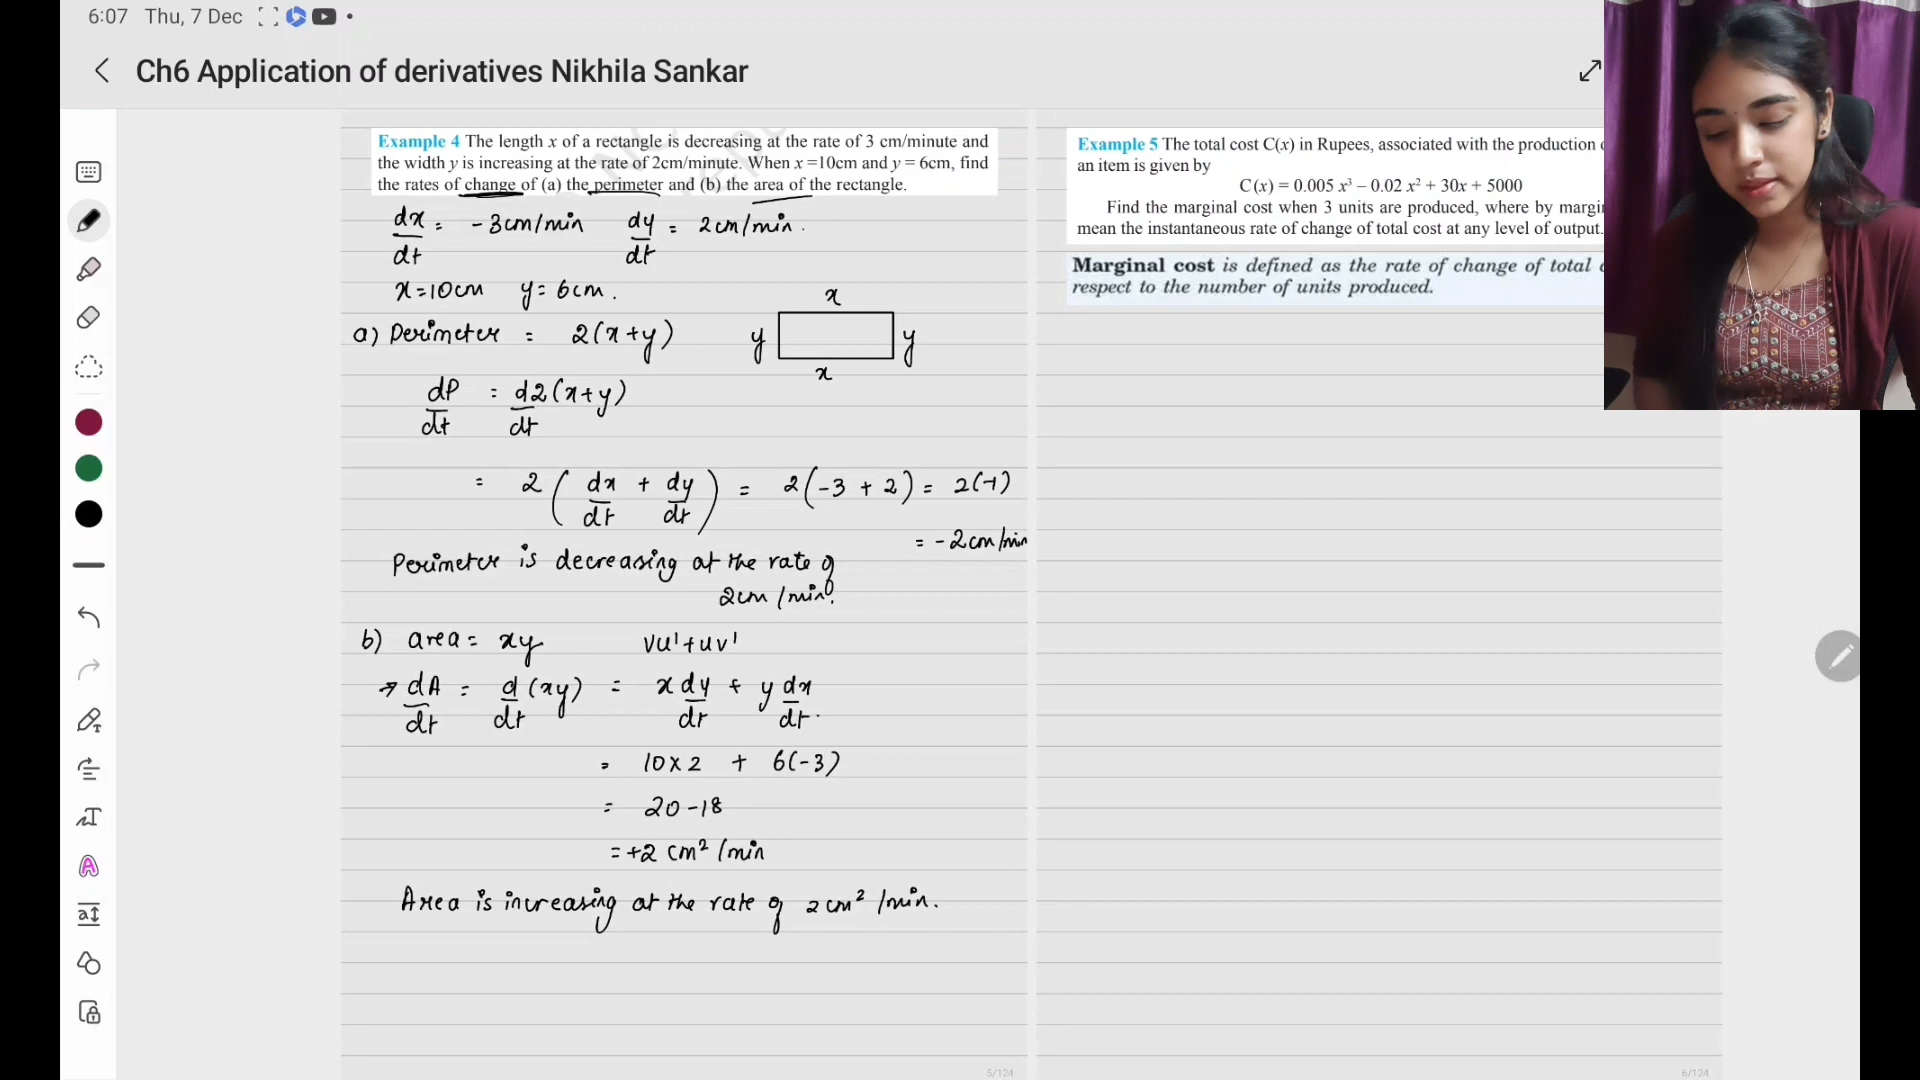 6:07 Thu, 7 Dec
Ch6 Application of derivatives Nikhila Sankar
Example 4 The length x of a rectangle is decreasing at the rate of 3 cm/minute and
the width y is increasing at the rate of 2cm/minute. When x =10cm and y = 6cm, find
the rates of change of (a) the perimeter and (b) the area of the rectangle.
dx/dt = -3cm/min dy/dt = 2cm/min.
x=10cm y= 6cm.
x
a) Perimeter = 2(x+y) y y
x
dP/dt = d2(x+y)/dt
= 2(dx/dt + dy/dt) = 2(-3 + 2) = 2(-1)
= -2cm/min
Perimeter is decreasing at the rate of
2cm/min.
b) area = xy vu'+uv'
→ dA/dt = d/dt(xy) = x dy/dt + y dx/dt.
= 10×2 + 6(-3)
= 20-18
= +2 cm²/min
Area is increasing at the rate of 2cm²/min.
5/124
Example 5 The total cost C(x) in Rupees, associated with the production
an item is given by
C(x) = 0.005 x³ – 0.02 x² + 30x + 5000
Find the marginal cost when 3 units are produced, where by margi
mean the instantaneous rate of change of total cost at any level of output.
Marginal cost is defined as the rate of change of total
respect to the number of units produced.
6/124